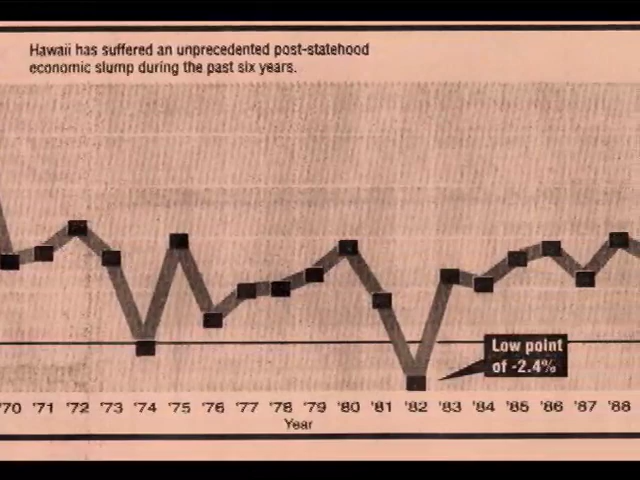 Hawaii has suffered an unprecedented post-statehood
economic slump during the past six years.
Low point
of -2.4%
'70 '71 '72 '73 '74 '75 '76 '77 '78 '79 '80 '81 '82 '83 '84 '85 '86 '87 '88
Year